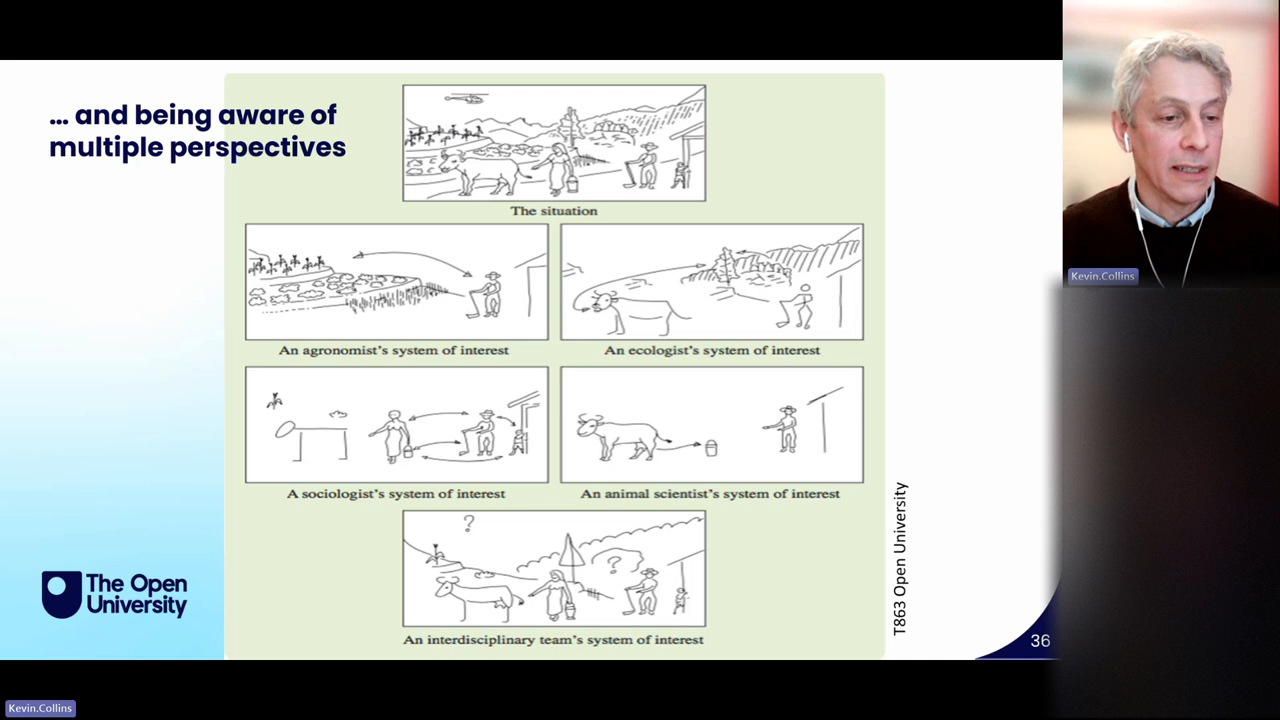 ... and being aware of
multiple perspectives
The situation
An agronomist's system of interest
An ecologist's system of interest
A sociologist's system of interest
An animal scientist's system of interest
?
?
An interdisciplinary team's system of interest
T863 Open University
The Open
University
36
Kevin.Collins
Kevin.Collins